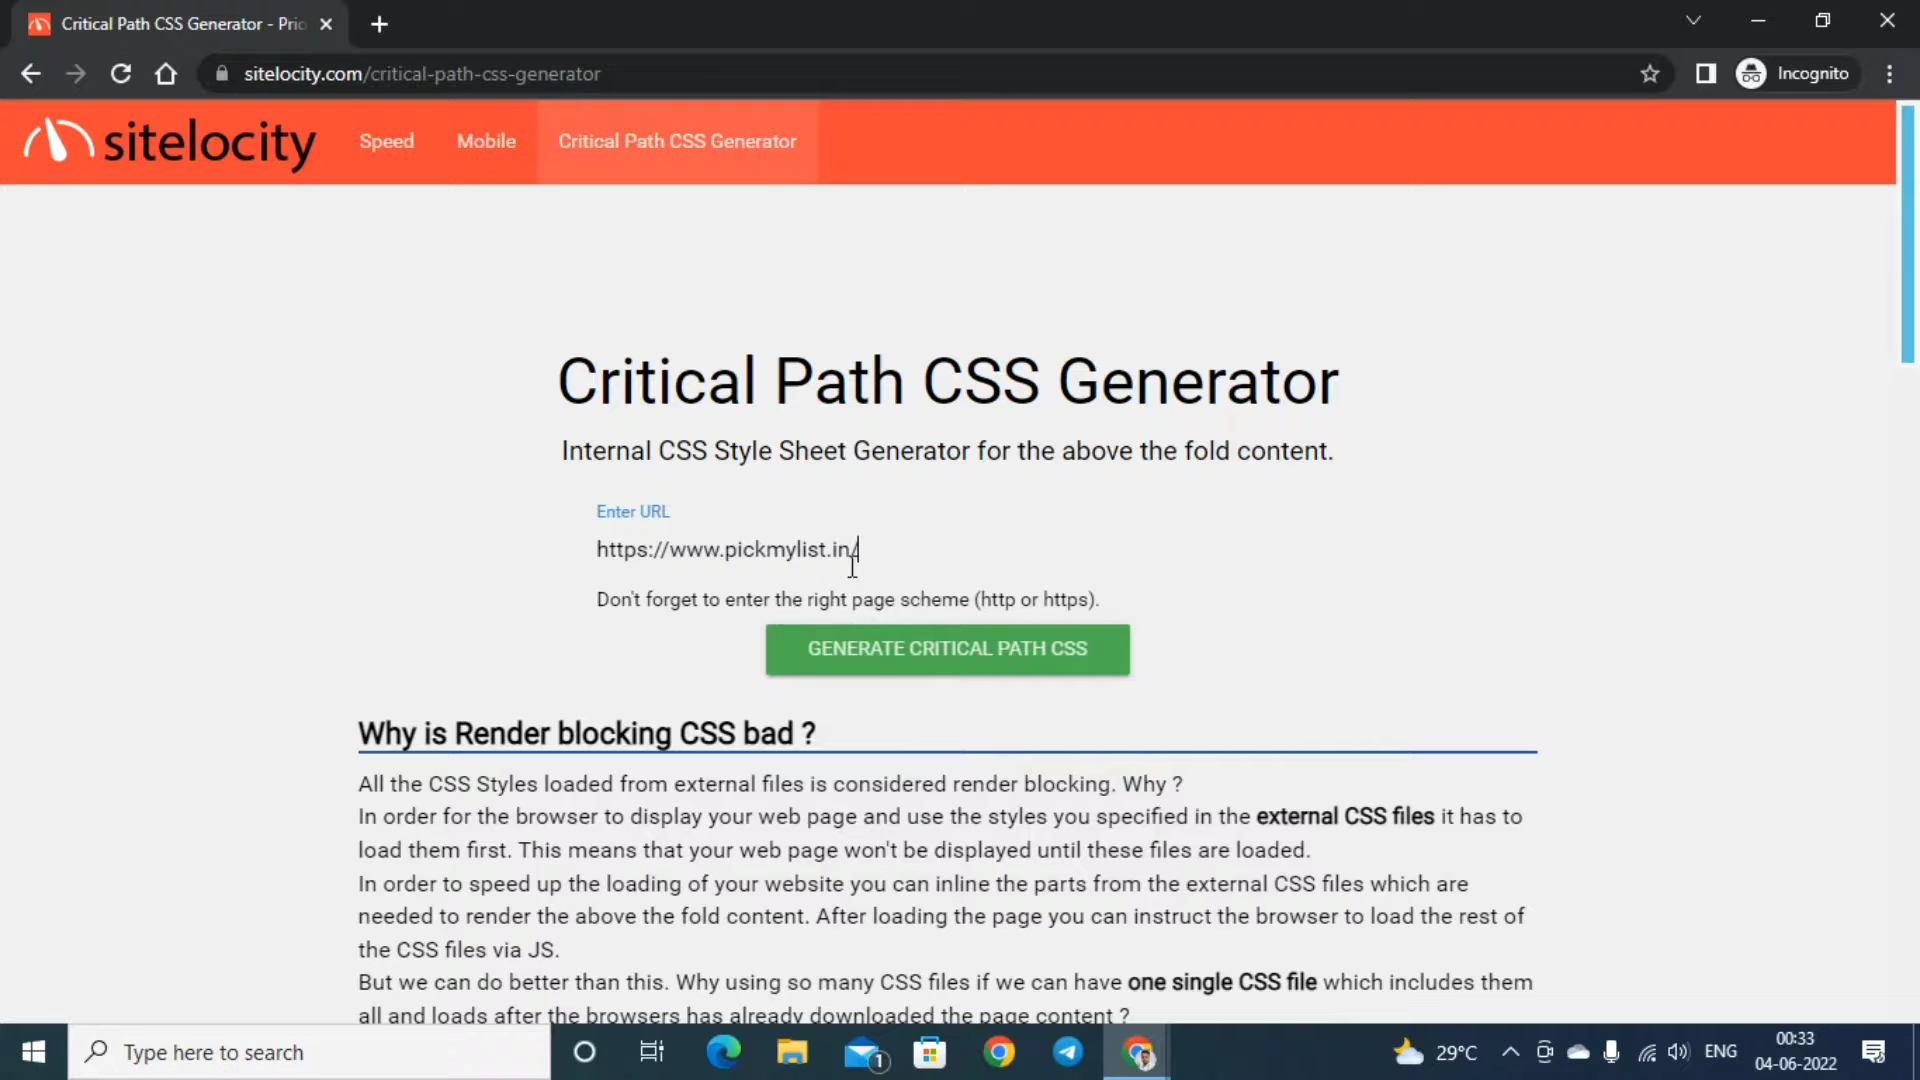 Critical Path CSS Generator - Prio
sitelocity.com/critical-path-css-generator
Incognito
sitelocity
Speed
Mobile
Critical Path CSS Generator
Critical Path CSS Generator
Internal CSS Style Sheet Generator for the above the fold content.
Enter URL
https://www.pickmylist.in/
Don't forget to enter the right page scheme (http or https).
GENERATE CRITICAL PATH CSS
Why is Render blocking CSS bad ?
All the CSS Styles loaded from external files is considered render blocking. Why ?
In order for the browser to display your web page and use the styles you specified in the external CSS files it has to
load them first. This means that your web page won't be displayed until these files are loaded.
In order to speed up the loading of your website you can inline the parts from the external CSS files which are
needed to render the above the fold content. After loading the page you can instruct the browser to load the rest of
the CSS files via JS.
But we can do better than this. Why using so many CSS files if we can have one single CSS file which includes them
all and loads after the browsers has already downloaded the page content ?
Type here to search
1
29°C
ENG
00:33
04-06-2022